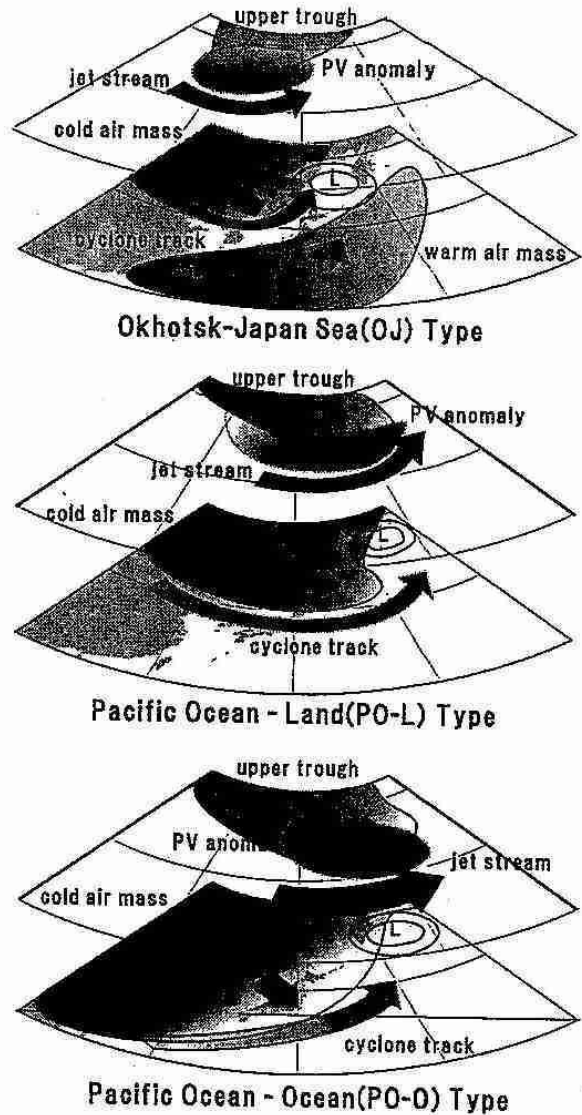 upper trough
PV anomaly
jet stream
cold air mass
L
cyclone track
warm air mass
Okhotsk-Japan Sea(OJ) Type
upper trough
PV anomaly
jet stream
cold air mass
L
cyclone track
Pacific Ocean - Land(PO-L) Type
upper trough
PV anom
jet stream
cold air mass
L
cyclone track
Pacific Ocean - Ocean(PO-O) Type